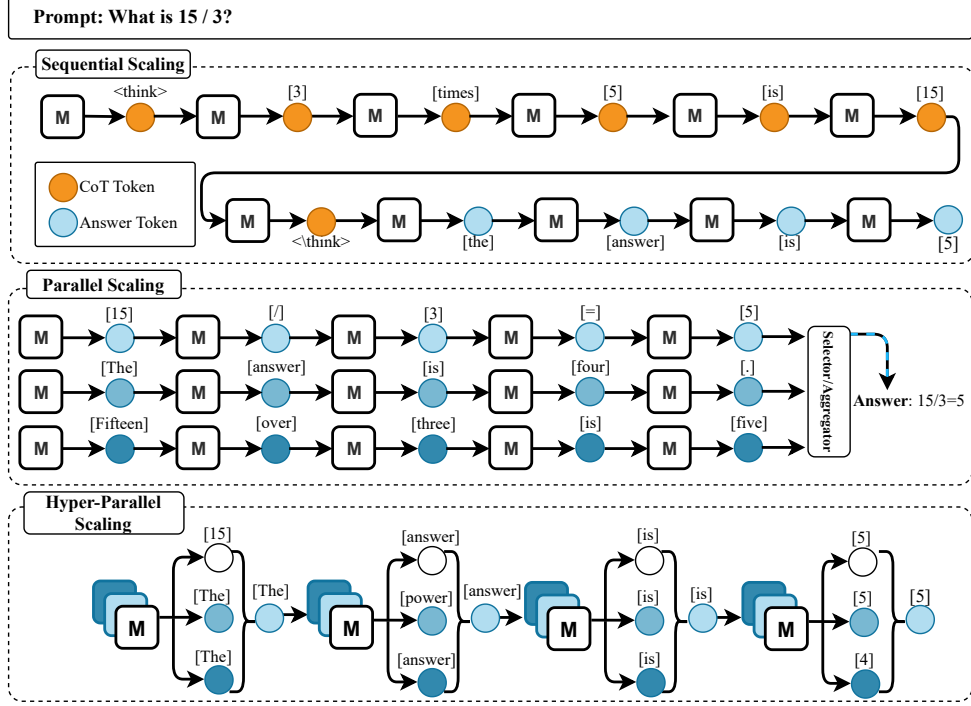 Prompt: What is 15 / 3?
Sequential Scaling
<think> [3] [times] [5] [is] [15]
M M M M M M
CoT Token
Answer Token
M M M M M
<\think> [the] [answer] [is] [5]
Parallel Scaling
[15] [/] [3] [=] [5]
M M M M M
[The] [answer] [is] [four] [.]
M M M M M
[Fifteen] [over] [three] [is] [five]
M M M M M
Selector/Aggregator
Answer: 15/3=5
Hyper-Parallel
Scaling
[15] [answer] [is] [5]
[The] [The] [power] [answer] [is] [is] [5] [5]
M M M M
[The] [answer] [is] [4]